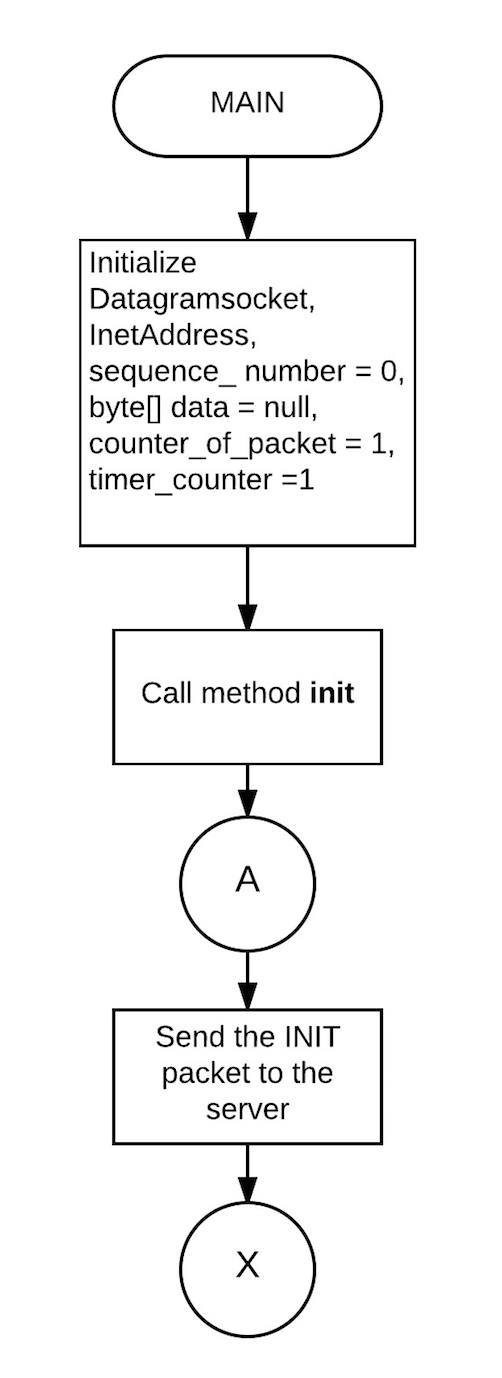 MAIN
Initialize
Datagramsocket,
InetAddress,
sequence_ number = 0,
byte[] data = null,
counter_of_packet = 1,
timer_counter =1
Call method init
A
Send the INIT
packet to the
server
X